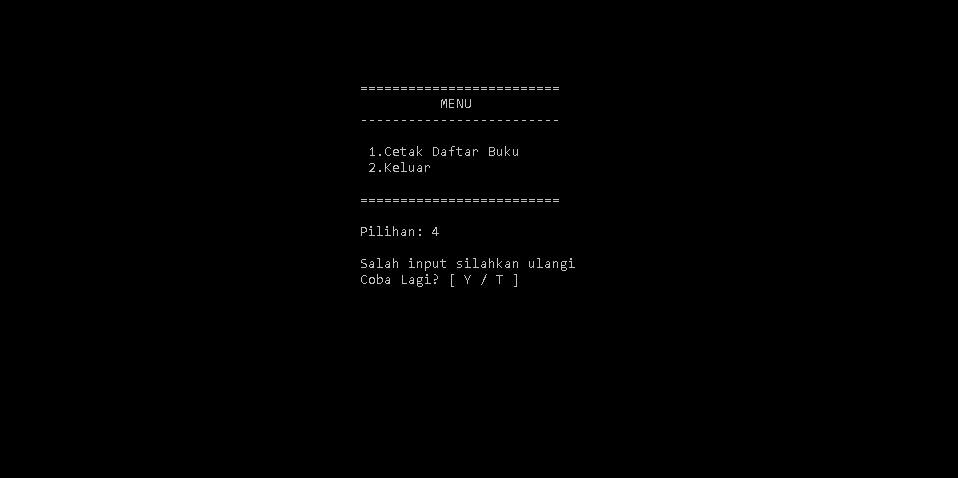 =========================
MENU
-------------------------
1.Cetak Daftar Buku
2.Keluar
=========================
Pilihan: 4
Salah input silahkan ulangi
Coba Lagi? [ Y / T ]